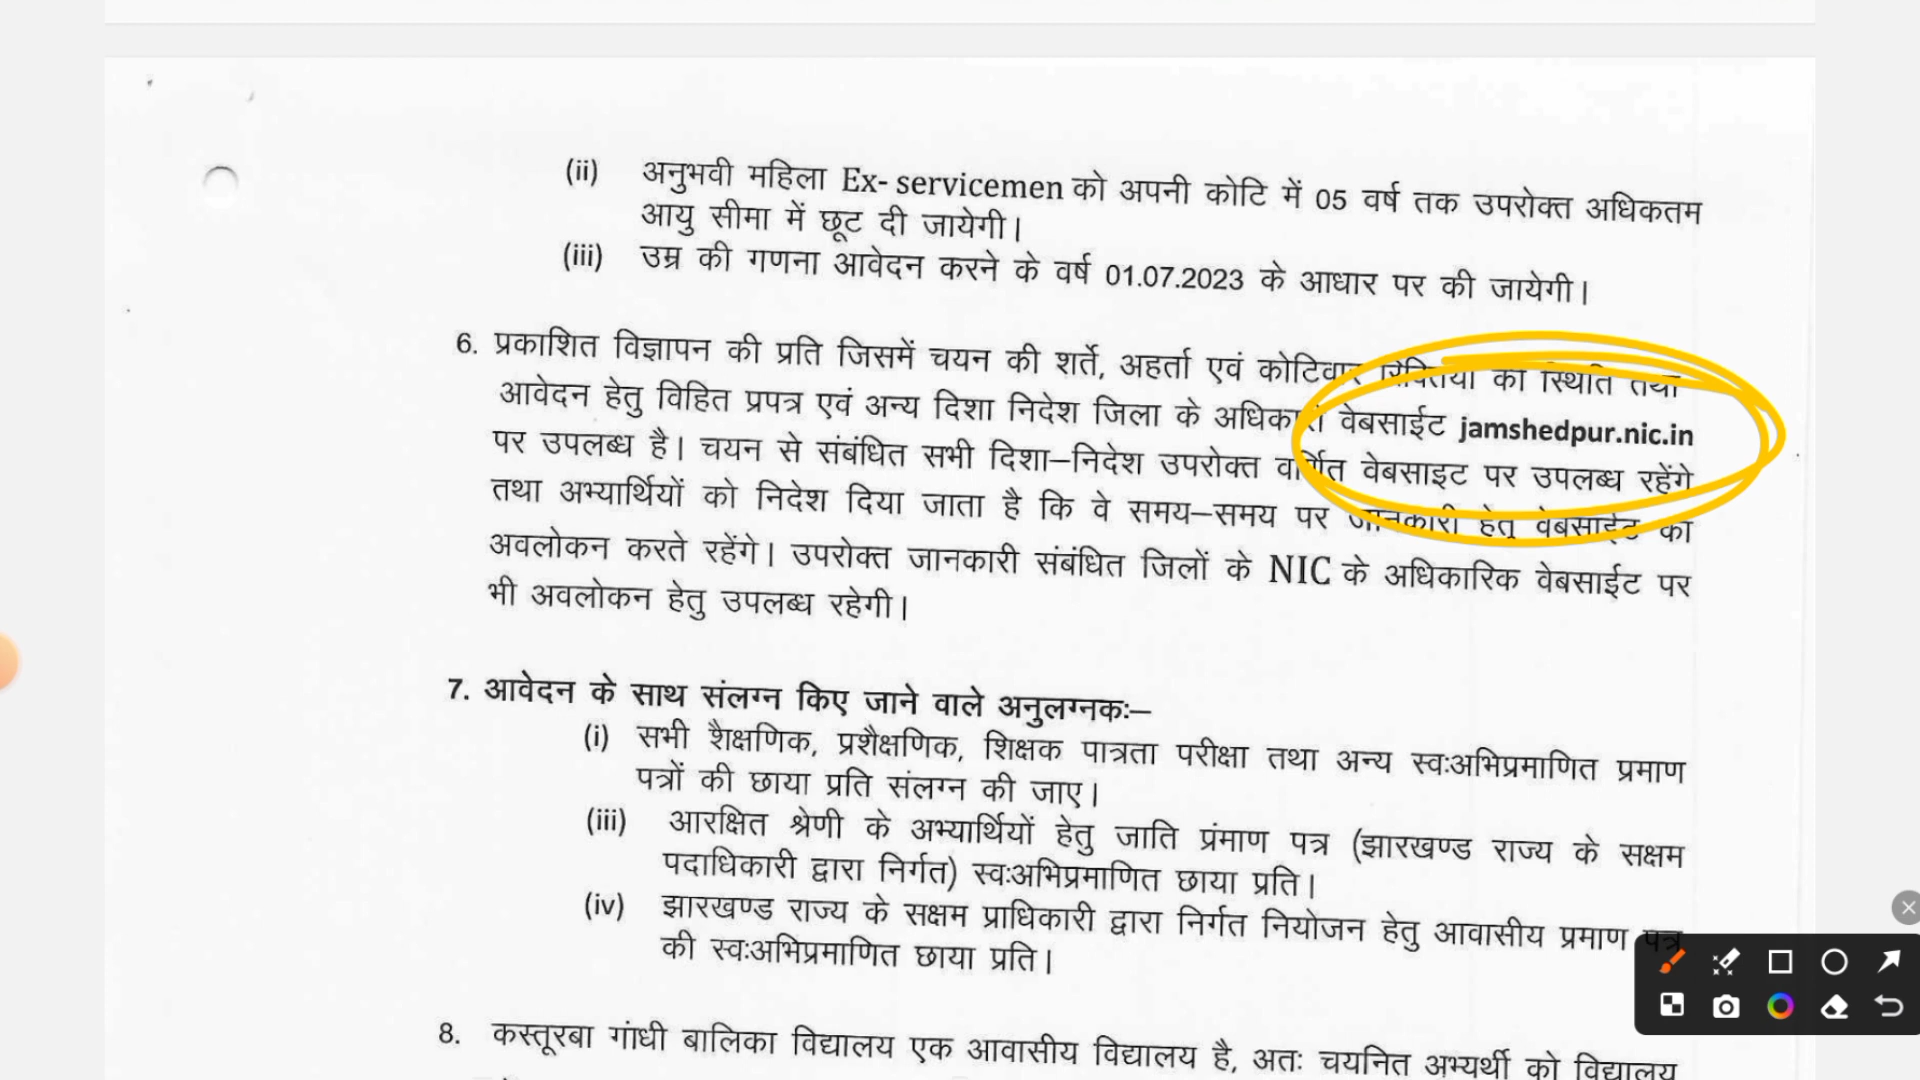 (ii) अनुभवी महिला Ex- servicemen को अपनी कोटि में 05 वर्ष तक उपरोक्त अधिकतम
आयु सीमा में छूट दी जायेगी।
(iii) उम्र की गणना आवेदन करने के वर्ष 01.07.2023 के आधार पर की जायेगी।
6. प्रकाशित विज्ञापन की प्रति जिसमें चयन की शर्ते, अहर्ता एवं कोटिवार रिक्तियों की स्थिति तथा
आवेदन हेतु विहित प्रपत्र एवं अन्य दिशा निदेश जिला के अधिकारी वेबसाईट jamshedpur.nic.in
पर उपलब्ध है। चयन से संबंधित सभी दिशा–निदेश उपरोक्त वर्णित वेबसाइट पर उपलब्ध रहेंगे
तथा अभ्यार्थियों को निदेश दिया जाता है कि वे समय–समय पर जानकारी हेतु वेबसाईट का
अवलोकन करते रहेंगे। उपरोक्त जानकारी संबंधित जिलों के NIC के अधिकारिक वेबसाईट पर
भी अवलोकन हेतु उपलब्ध रहेगी।
7. आवेदन के साथ संलग्न किए जाने वाले अनुलग्नकः–
(i) सभी शैक्षणिक, प्रशैक्षणिक, शिक्षक पात्रता परीक्षा तथा अन्य स्वःअभिप्रमाणित प्रमाण
पत्रों की छाया प्रति संलग्न की जाए।
(iii) आरक्षित श्रेणी के अभ्यार्थियों हेतु जाति प्रंमाण पत्र (झारखण्ड राज्य के सक्षम
पदाधिकारी द्वारा निर्गत) स्वःअभिप्रमाणित छाया प्रति।
(iv) झारखण्ड राज्य के सक्षम प्राधिकारी द्वारा निर्गत नियोजन हेतु आवासीय प्रमाण पत्र
की स्वःअभिप्रमाणित छाया प्रति।
8. कस्तूरबा गांधी बालिका विद्यालय एक आवासीय विद्यालय है, अतः चयनित अभ्यर्थी को विद्यालय